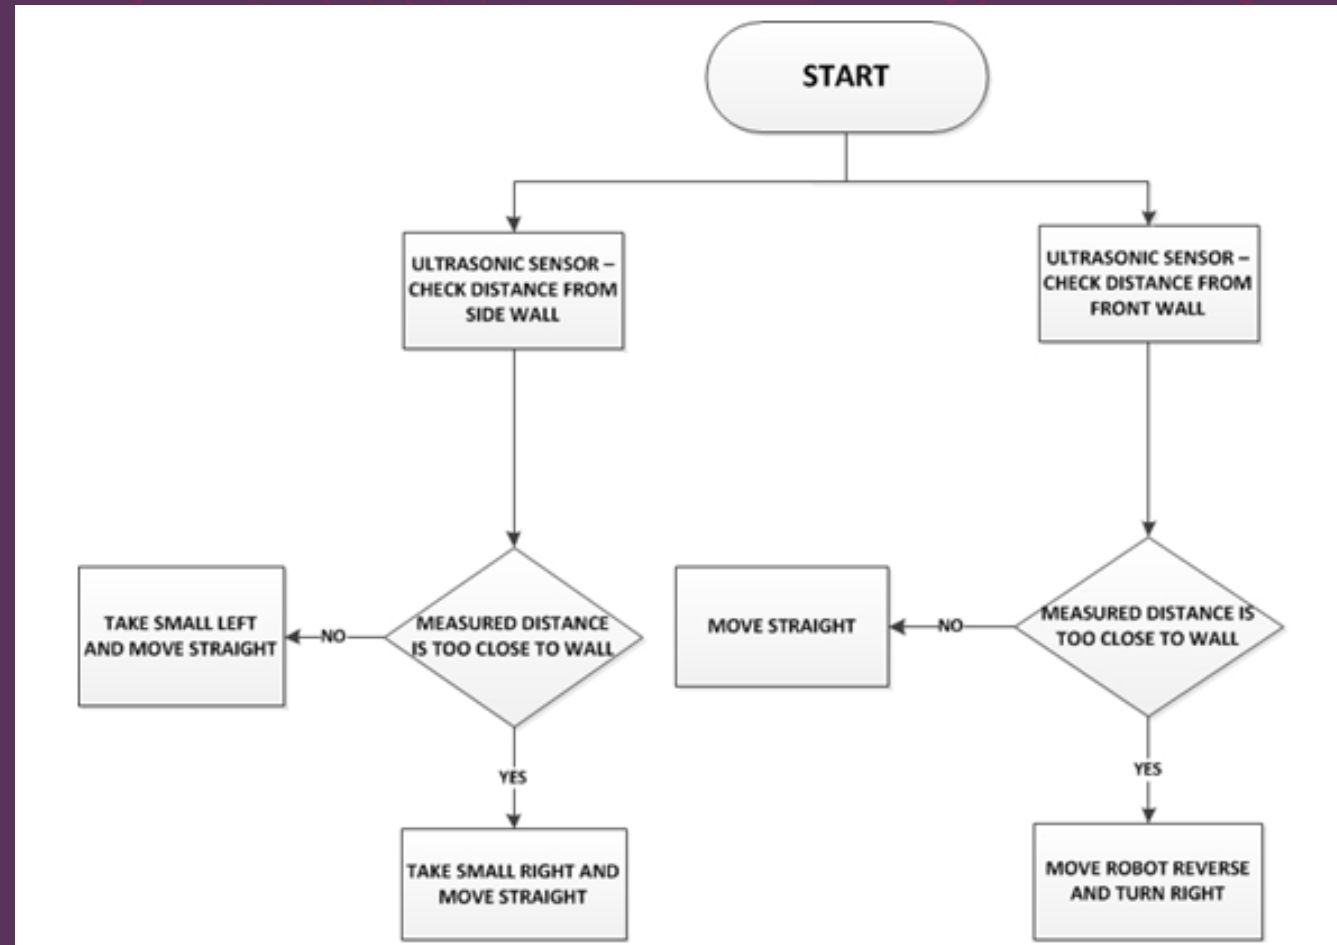 START
ULTRASONIC SENSOR –
CHECK DISTANCE FROM
SIDE WALL
ULTRASONIC SENSOR –
CHECK DISTANCE FROM
FRONT WALL
TAKE SMALL LEFT
AND MOVE STRAIGHT
NO
MEASURED DISTANCE
IS TOO CLOSE TO WALL
MOVE STRAIGHT
NO
MEASURED DISTANCE IS
TOO CLOSE TO WALL
YES
YES
TAKE SMALL RIGHT AND
MOVE STRAIGHT
MOVE ROBOT REVERSE
AND TURN RIGHT